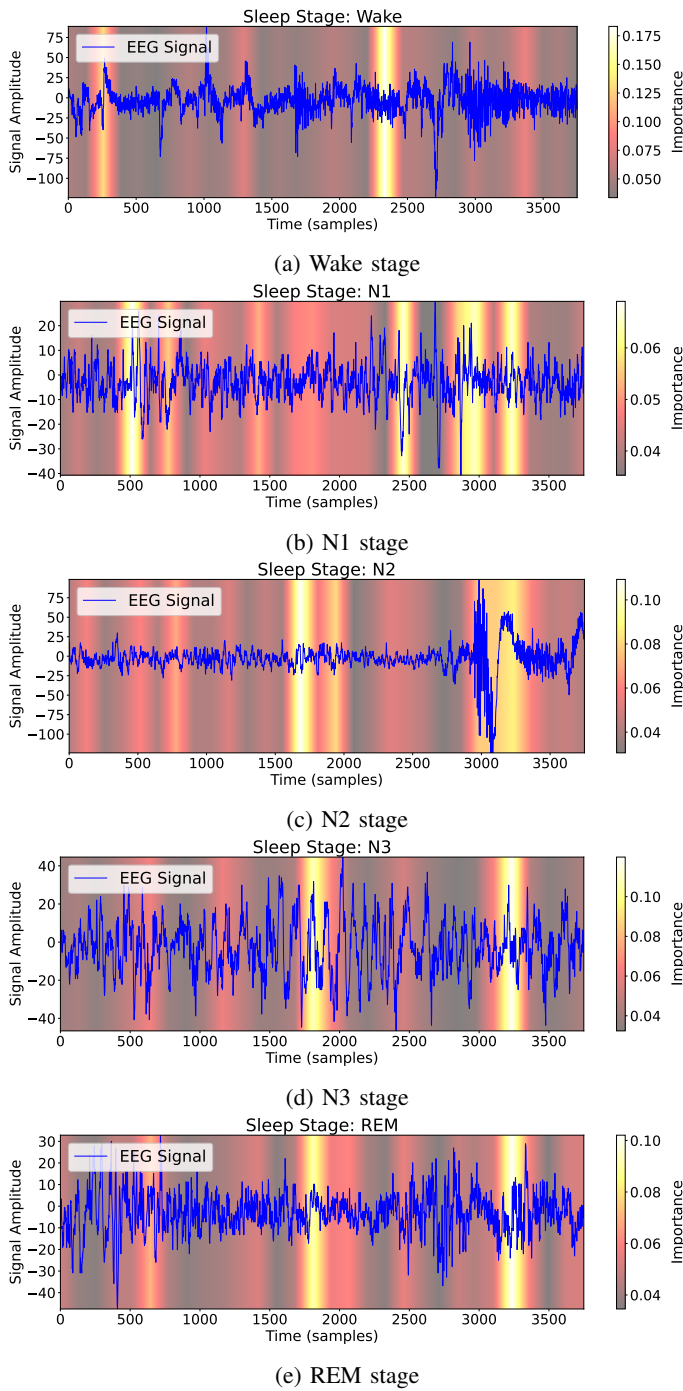 Sleep Stage: Wake
EEG Signal
75
50
25
0
−25
−50
−75
−100
Signal Amplitude
0 500 1000 1500 2000 2500 3000 3500
Time (samples)
0.175
0.150
0.125
0.100
0.075
0.050
Importance
(a) Wake stage
Sleep Stage: N1
EEG Signal
20
10
0
−10
−20
−30
−40
Signal Amplitude
0 500 1000 1500 2000 2500 3000 3500
Time (samples)
0.06
0.05
0.04
Importance
(b) N1 stage
Sleep Stage: N2
EEG Signal
75
50
25
0
−25
−50
−75
−100
Signal Amplitude
0 500 1000 1500 2000 2500 3000 3500
Time (samples)
0.10
0.08
0.06
0.04
Importance
(c) N2 stage
Sleep Stage: N3
EEG Signal
40
20
0
−20
−40
Signal Amplitude
0 500 1000 1500 2000 2500 3000 3500
Time (samples)
0.10
0.08
0.06
0.04
Importance
(d) N3 stage
Sleep Stage: REM
EEG Signal
30
20
10
0
−10
−20
−30
−40
Signal Amplitude
0 500 1000 1500 2000 2500 3000 3500
Time (samples)
0.10
0.08
0.06
0.04
Importance
(e) REM stage